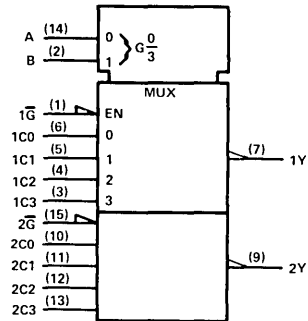 A (14) 0 } G 0/3
B (2) 1
MUX
1G̅ (1) EN
1C0 (6) 0
1C1 (5) 1
1C2 (4) 2
1C3 (3) 3
(7) 1Y
2G̅ (15)
2C0 (10)
2C1 (11)
2C2 (12)
2C3 (13)
(9) 2Y